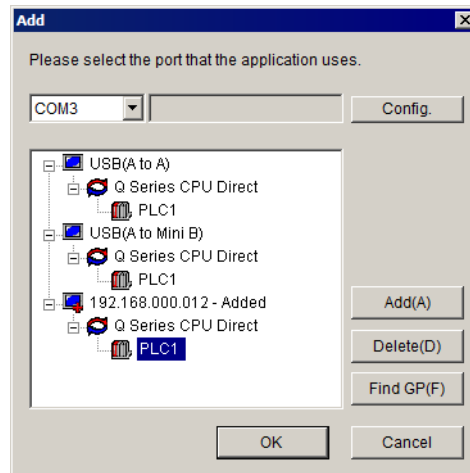 Add
Please select the port that the application uses.
COM3
Config.
USB(A to A)
Q Series CPU Direct
PLC1
USB(A to Mini B)
Q Series CPU Direct
PLC1
192.168.000.012 - Added
Q Series CPU Direct
PLC1
Add(A)
Delete(D)
Find GP(F)
OK
Cancel